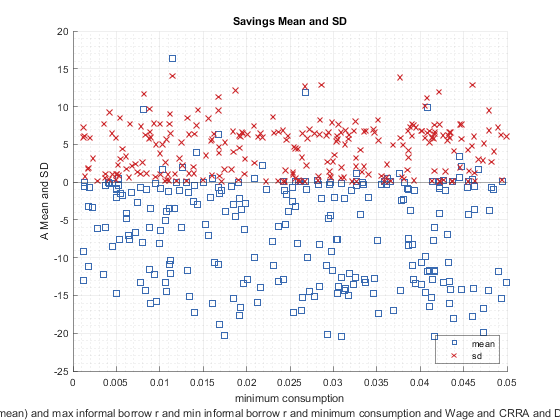 Savings Mean and SD
20
15
10
5
0
-5
-10
-15
-20
-25
A Mean and SD
mean
sd
0 0.005 0.01 0.015 0.02 0.025 0.03 0.035 0.04 0.045 0.05
minimum consumption
mean) and max informal borrow r and min informal borrow r and minimum consumption and Wage and CRRA and